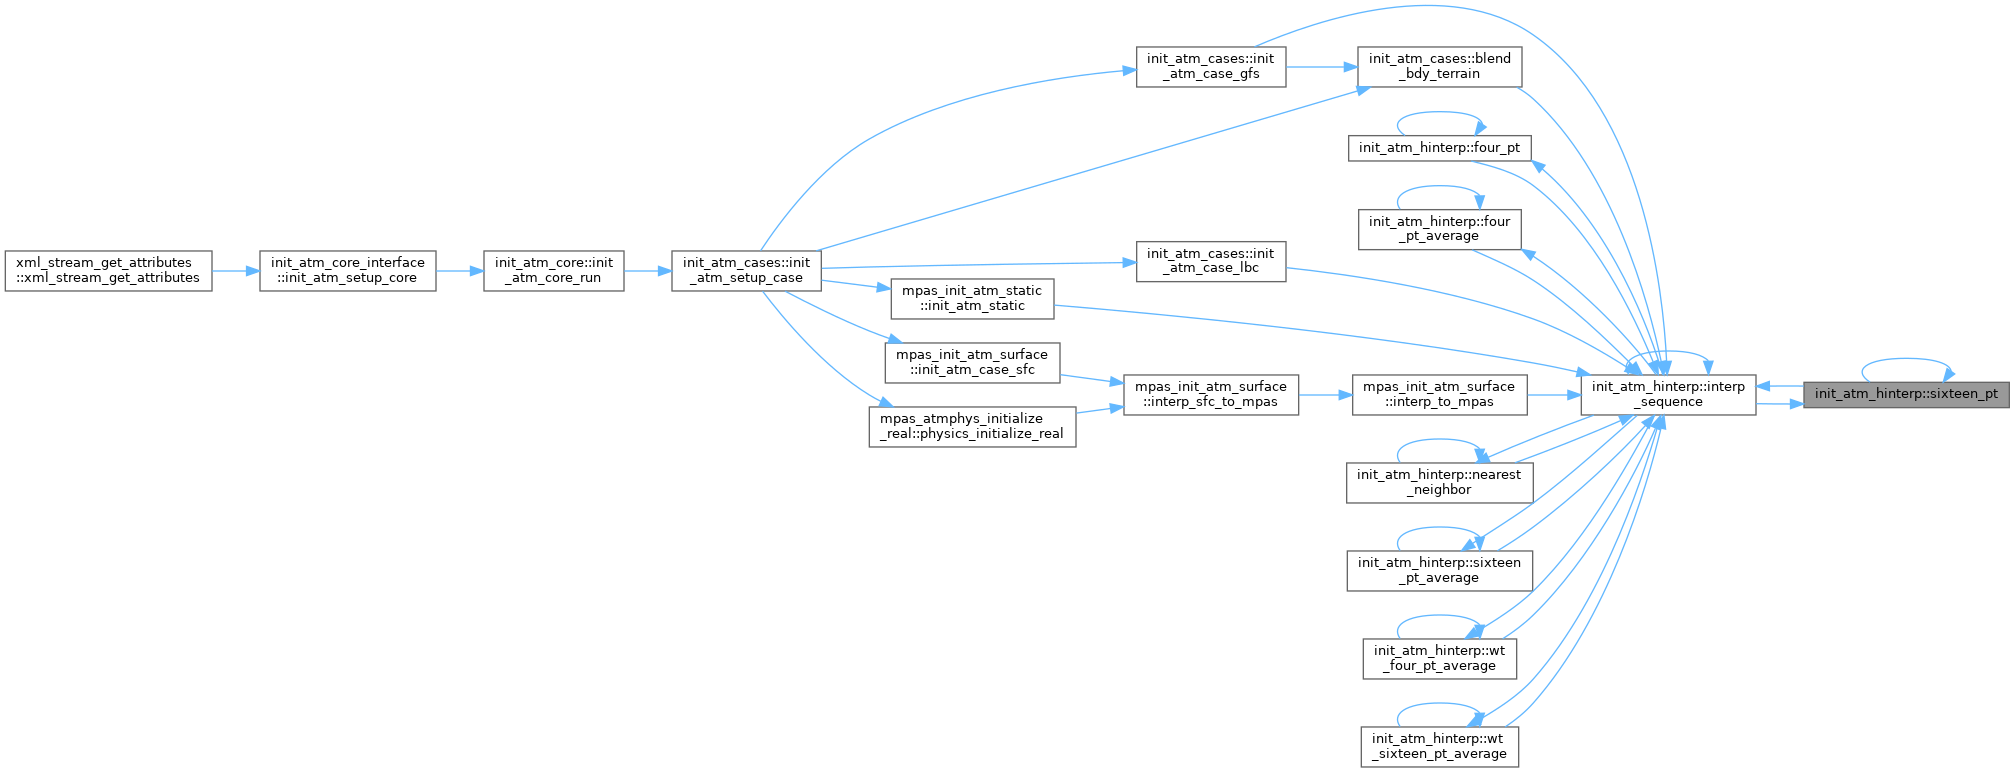 xml_stream_get_attributes
::xml_stream_get_attributes
init_atm_core_interface
::init_atm_setup_core
init_atm_core::init
_atm_core_run
init_atm_cases::init
_atm_setup_case
init_atm_cases::init
_atm_case_gfs
init_atm_cases::blend
_bdy_terrain
init_atm_hinterp::four_pt
init_atm_hinterp::four
_pt_average
init_atm_cases::init
_atm_case_lbc
mpas_init_atm_static
::init_atm_static
mpas_init_atm_surface
::init_atm_case_sfc
mpas_atmphys_initialize
_real::physics_initialize_real
mpas_init_atm_surface
::interp_sfc_to_mpas
mpas_init_atm_surface
::interp_to_mpas
init_atm_hinterp::interp
_sequence
init_atm_hinterp::sixteen_pt
init_atm_hinterp::nearest
_neighbor
init_atm_hinterp::sixteen
_pt_average
init_atm_hinterp::wt
_four_pt_average
init_atm_hinterp::wt
_sixteen_pt_average